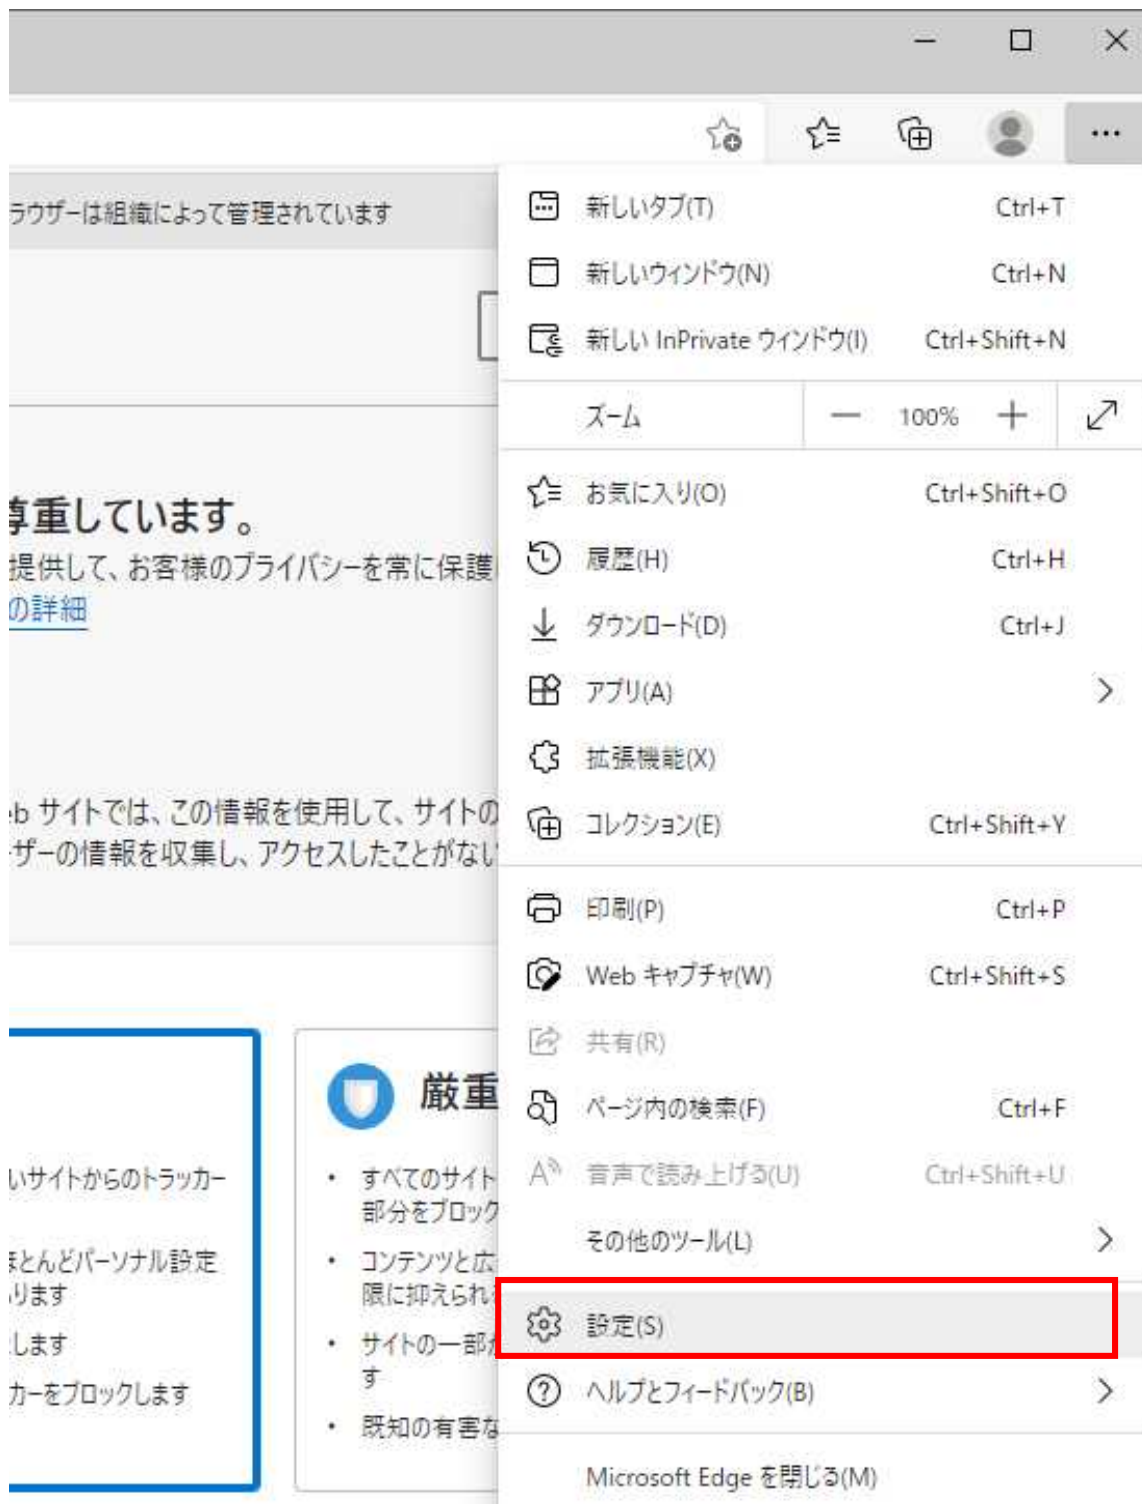 ラウザーは組織によって管理されています
尊重しています。
提供して、お客様のプライバシーを常に保護
の詳細
eb サイトでは、この情報を使用して、サイトの
ーザーの情報を収集し、アクセスしたことがない
いサイトからのトラッカー
ほとんどパーソナル設定
ります
します
カーをブロックします
厳重
• すべてのサイト
部分をブロック
• コンテンツと広
限に抑えられ
• サイトの一部が
す
• 既知の有害な
新しいタブ(T) Ctrl+T
新しいウィンドウ(N) Ctrl+N
新しい InPrivate ウィンドウ(I) Ctrl+Shift+N
ズーム — 100% +
お気に入り(O) Ctrl+Shift+O
履歴(H) Ctrl+H
ダウンロード(D) Ctrl+J
アプリ(A)
拡張機能(X)
コレクション(E) Ctrl+Shift+Y
印刷(P) Ctrl+P
Web キャプチャ(W) Ctrl+Shift+S
共有(R)
ページ内の検索(F) Ctrl+F
音声で読み上げる(U) Ctrl+Shift+U
その他のツール(L)
設定(S)
ヘルプとフィードバック(B)
Microsoft Edge を閉じる(M)